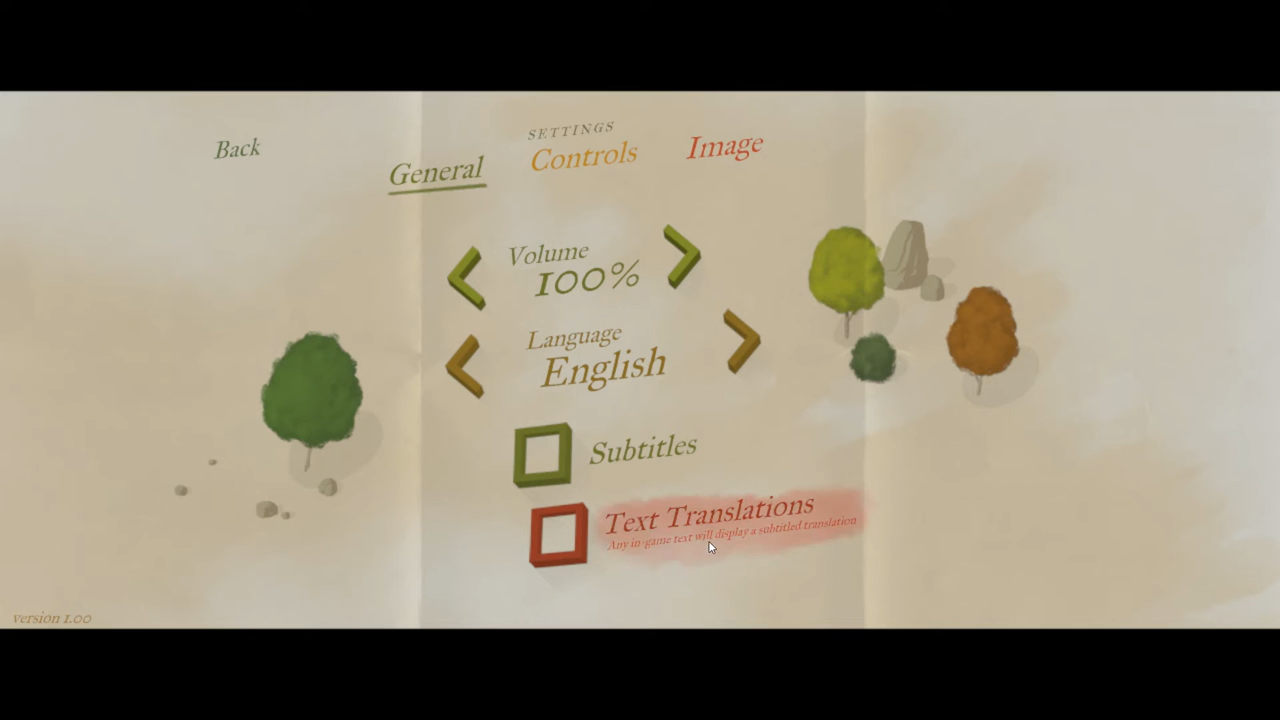 Back
SETTINGS
General
Controls
Image
Volume
100%
Language
English
Subtitles
Text Translations
Any in-game text will display a subtitled translation
version 1.00